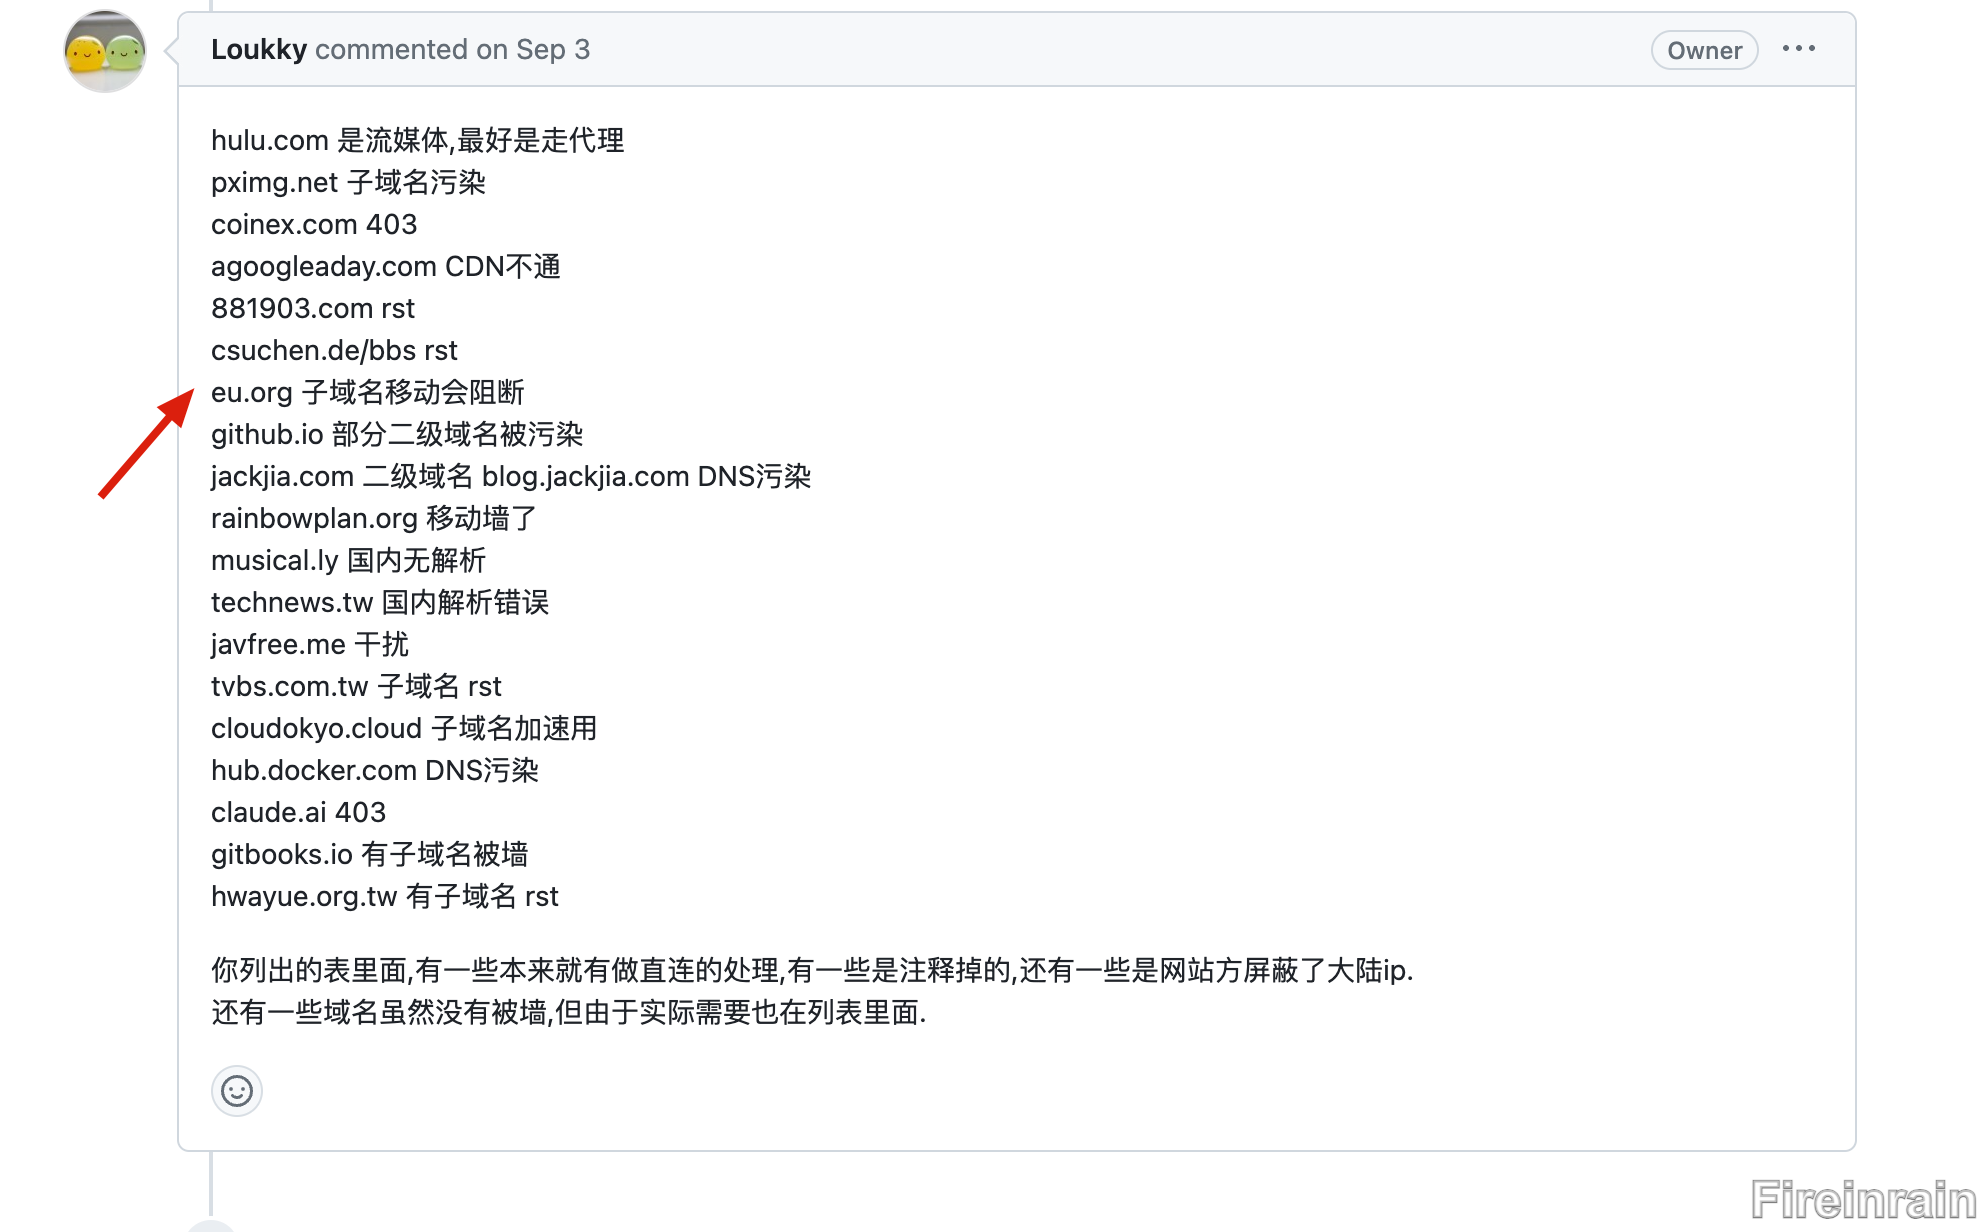 Loukky commented on Sep 3
Owner
hulu.com 是流媒体,最好是走代理
pximg.net 子域名污染
coinex.com 403
agoogleaday.com CDN不通
881903.com rst
csuchen.de/bbs rst
eu.org 子域名移动会阻断
github.io 部分二级域名被污染
jackjia.com 二级域名 blog.jackjia.com DNS污染
rainbowplan.org 移动墙了
musical.ly 国内无解析
technews.tw 国内解析错误
javfree.me 干扰
tvbs.com.tw 子域名 rst
cloudokyo.cloud 子域名加速用
hub.docker.com DNS污染
claude.ai 403
gitbooks.io 有子域名被墙
hwayue.org.tw 有子域名 rst
你列出的表里面,有一些本来就有做直连的处理,有一些是注释掉的,还有一些是网站方屏蔽了大陆ip.
还有一些域名虽然没有被墙,但由于实际需要也在列表里面.
Fireinrain